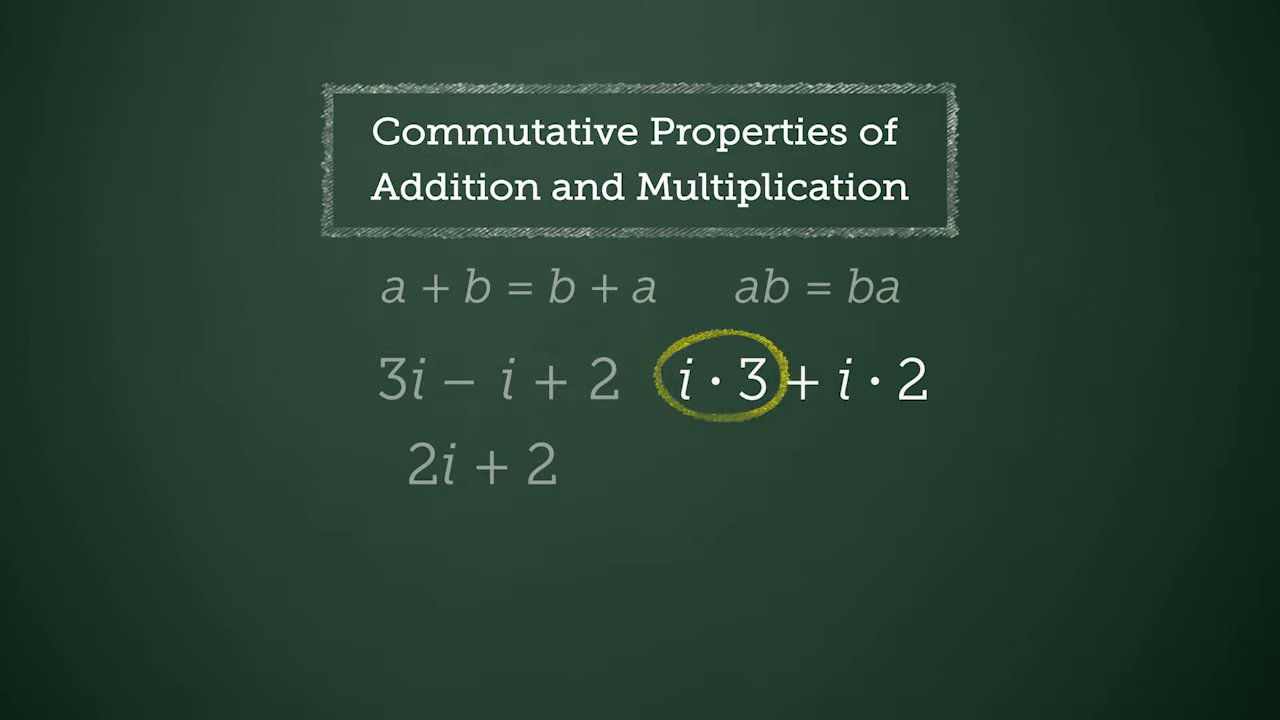 Commutative Properties of
Addition and Multiplication
a + b = b + a ab = ba
3i − i + 2 i · 3 + i · 2
2i + 2